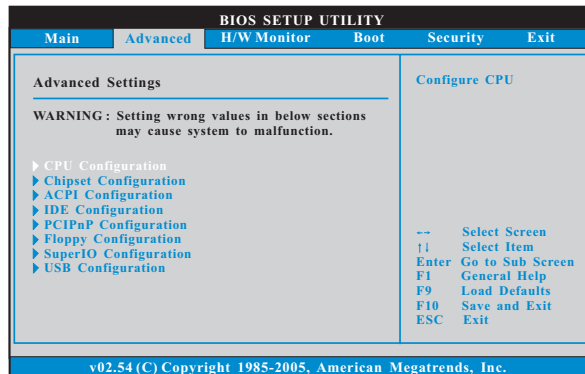 BIOS SETUP UTILITY
Main Advanced H/W Monitor Boot Security Exit
Advanced Settings
WARNING : Setting wrong values in below sections
may cause system to malfunction.
CPU Configuration
Chipset Configuration
ACPI Configuration
IDE Configuration
PCIPnP Configuration
Floppy Configuration
SuperIO Configuration
USB Configuration
Configure CPU
←→ Select Screen
↑↓ Select Item
Enter Go to Sub Screen
F1 General Help
F9 Load Defaults
F10 Save and Exit
ESC Exit
v02.54 (C) Copyright 1985-2005, American Megatrends, Inc.